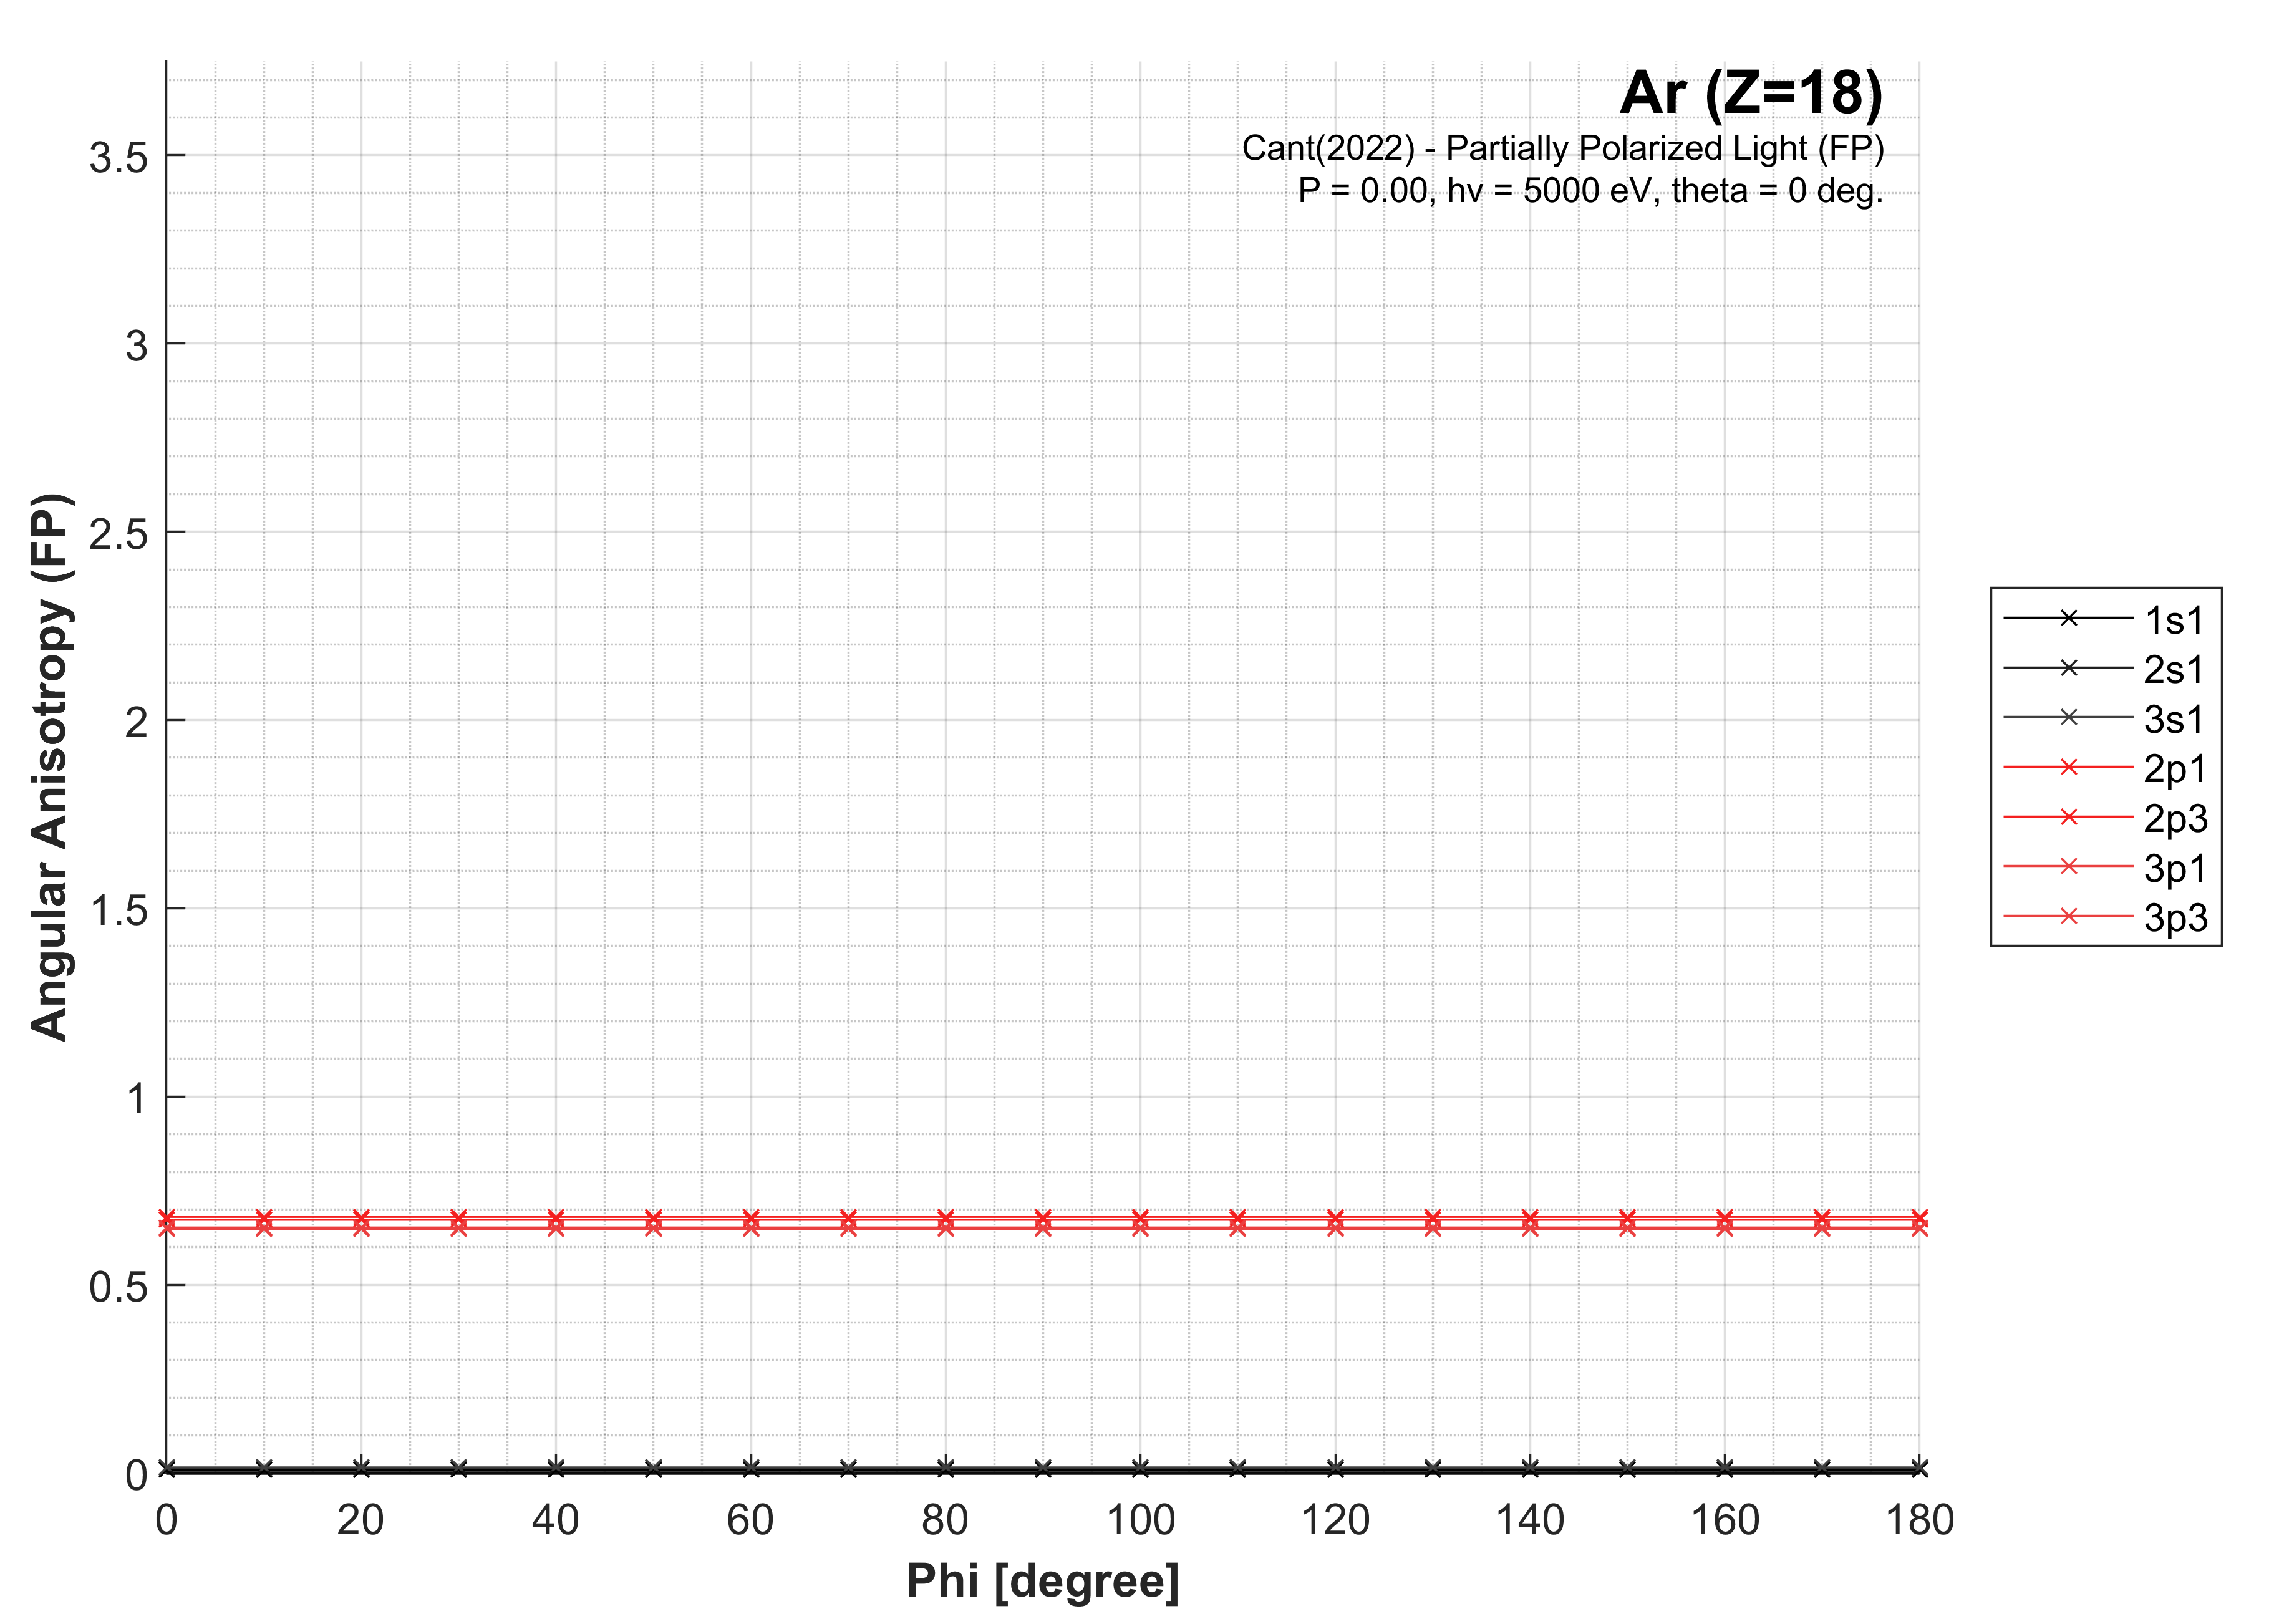 Ar (Z=18)
Cant(2022) - Partially Polarized Light (FP)
P = 0.00, hv = 5000 eV, theta = 0 deg.
Angular Anisotropy (FP)
3.5
3
2.5
2
1.5
1
0.5
0
0 20 40 60 80 100 120 140 160 180
Phi [degree]
1s1
2s1
3s1
2p1
2p3
3p1
3p3